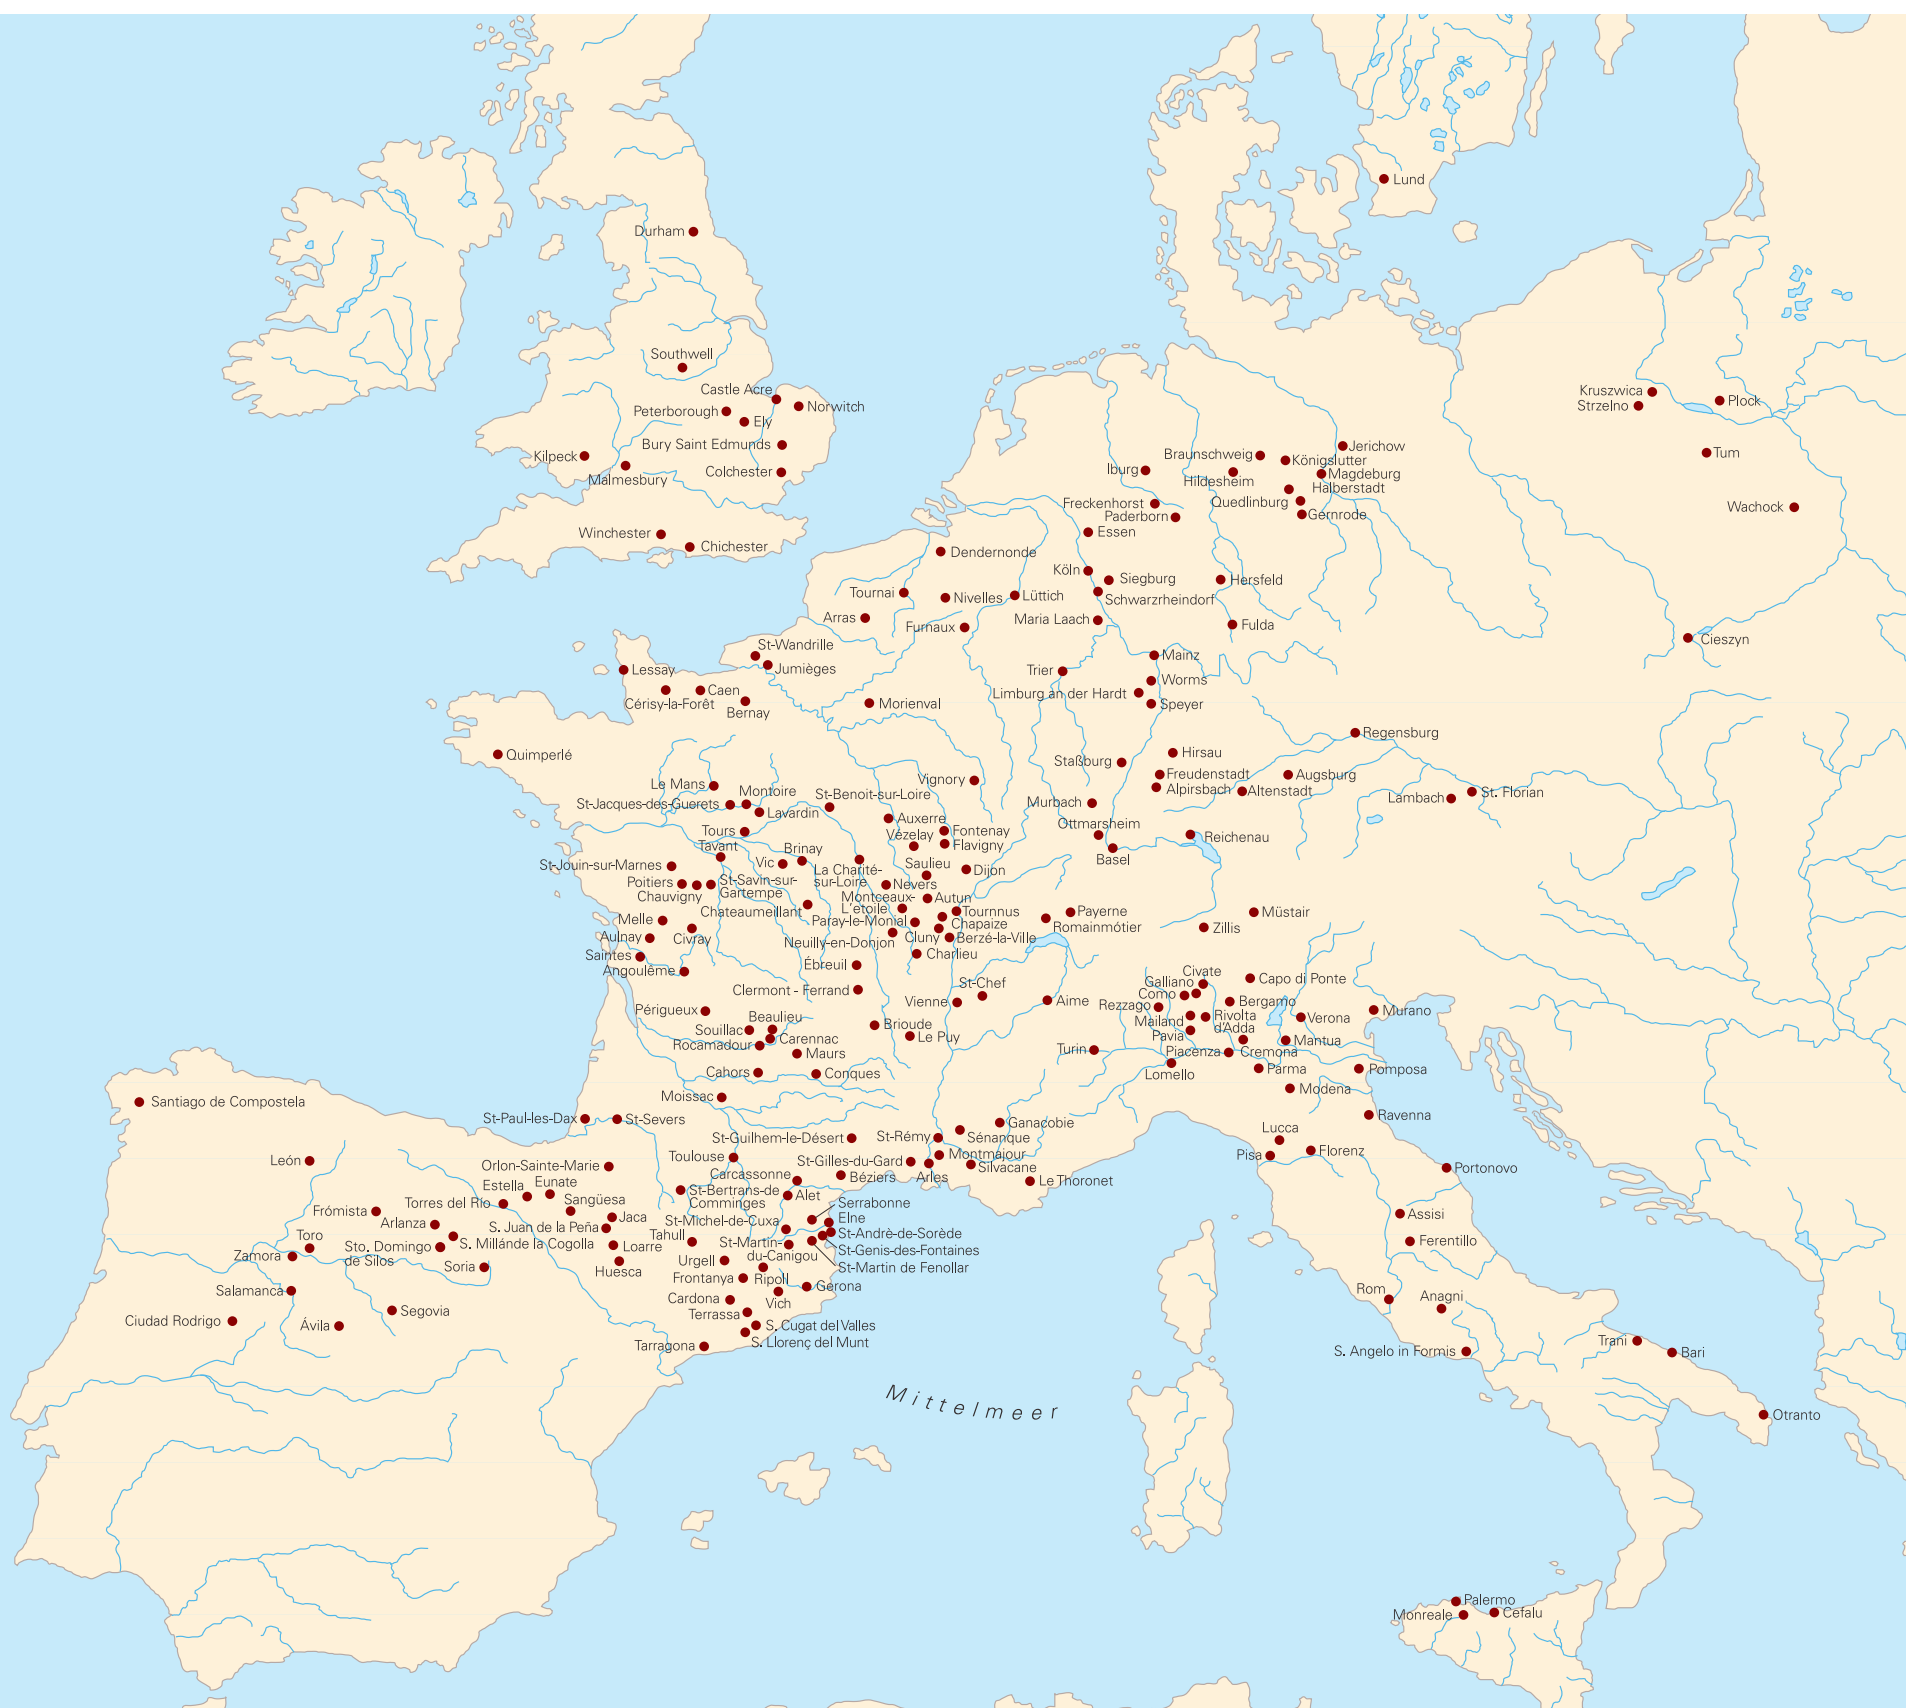 Lund
Durham
Southwell
Castle Acre
Norwitch
Peterborough
Ely
Bury Saint Edmunds
Kilpeck
Malmesbury
Colchester
Winchester
Chichester
Kruszwica
Strzelno
Plock
Tum
Wachock
Cieszyn
Jerichow
Braunschweig
Königslutter
Iburg
Hildesheim
Magdeburg
Halberstadt
Freckenhorst
Quedlinburg
Paderborn
Gernrode
Essen
Dendernonde
Köln
Siegburg
Hersfeld
Tournai
Nivelles
Lüttich
Schwarzrheindorf
Arras
Furnaux
Maria Laach
Fulda
St-Wandrille
Jumièges
Lessay
Mainz
Trier
Worms
Limburg an der Hardt
Speyer
Cérisy-la-Forêt
Caen
Bernay
Morienval
Regensburg
Quimperlé
Hirsau
Staßburg
Freudenstadt
Augsburg
Alpirsbach
Altenstadt
Lambach
St. Florian
Vignory
Le Mans
Montoire
St-Benoit-sur-Loire
St-Jacques-des-Guerets
Lavardin
Murbach
Auxerre
Ottmarsheim
Tours
Vézelay
Fontenay
Flavigny
Reichenau
Basel
Tavant
Brinay
Vic
St-Jouin-sur-Marnes
La Charité-
sur-Loire
Saulieu
Dijon
Poitiers
Chauvigny
St-Savin-sur-
Gartempe
Nevers
Montceaux-
L'etoile
Autun
Chateaumeillant
Paray-le-Monial
Tournnus
Chapaize
Payerne
Romainmôtier
Müstair
Zillis
Melle
Aulnay
Civray
Neuilly-en-Donjon
Cluny
Berzé-la-Ville
Charlieu
Saintes
Angoulême
Ébreuil
Clermont - Ferrand
St-Chef
Vienne
Aime
Civate
Galliano
Como
Capo di Ponte
Rezzago
Bergamo
Mailand
Rivolta
d'Adda
Verona
Murano
Pavia
Mantua
Périgueux
Beaulieu
Souillac
Brioude
Le Puy
Rocamadour
Carennac
Maurs
Turin
Piacenza
Cremona
Lomello
Parma
Pomposa
Cahors
Conques
Modena
Moissac
Santiago de Compostela
St-Paul-les-Dax
St-Severs
Ganacobie
Ravenna
Lucca
St-Guilhem-le-Désert
St-Rémy
Sénanque
Florenz
Pisa
Toulouse
St-Gilles-du-Gard
Montmajour
Silvacane
Portonovo
León
Orlon-Sainte-Marie
Carcassonne
Béziers
Arles
Le Thoronet
Estella
Eunate
St-Bertrans-de
Comminges
Alet
Torres del Río
Sangüesa
Serrabonne
Frómista
Jaca
Elne
Assisi
Arlanza
S. Juan de la Peña
St-Michel-de-Cuxa
St-Andrè-de-Sorède
Toro
Sto. Domingo
de Silos
S. Millánde la Cogolla
Loarre
Tahull
St-Martin-
du-Canigou
St-Genis-des-Fontaines
Ferentillo
Zamora
Soria
Huesca
Urgell
St-Martin de Fenollar
Frontanya
Ripoll
Gerona
Salamanca
Cardona
Vich
Rom
Anagni
Segovia
Terrassa
Ciudad Rodrigo
Ávila
S. Cugat del Valles
S. Llorenç del Munt
Tarragona
Trani
Bari
S. Angelo in Formis
Mittelmeer
Otranto
Palermo
Monreale
Cefalu